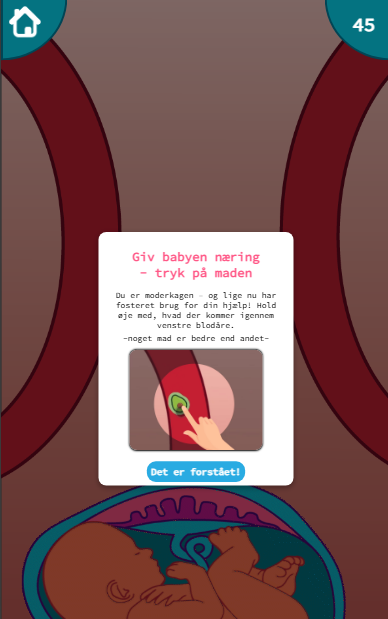 45
Giv babyen næring
- tryk på maden
Du er moderkagen - og lige nu har
fosteret brug for din hjælp! Hold
øje med, hvad der kommer igennem
venstre blodåre.
-noget mad er bedre end andet-
Det er forstået!